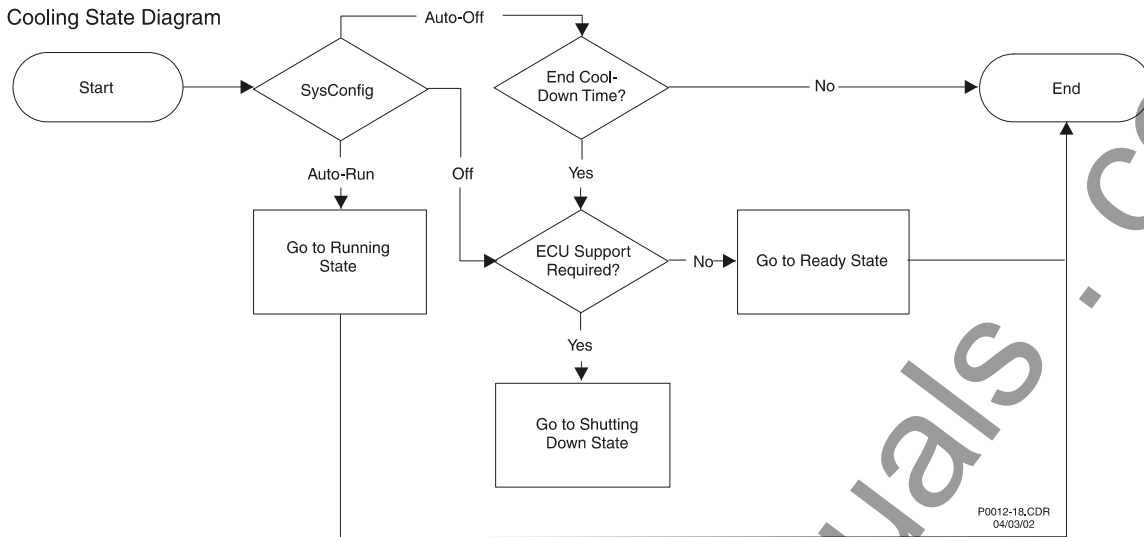 Cooling State Diagram
Auto-Off
Start
SysConfig
End Cool-
Down Time?
No
End
Auto-Run
Off
Yes
Go to Running
State
ECU Support
Required?
No
Go to Ready State
Yes
Go to Shutting
Down State
P0012-18.CDR
04/03/02
uals . c